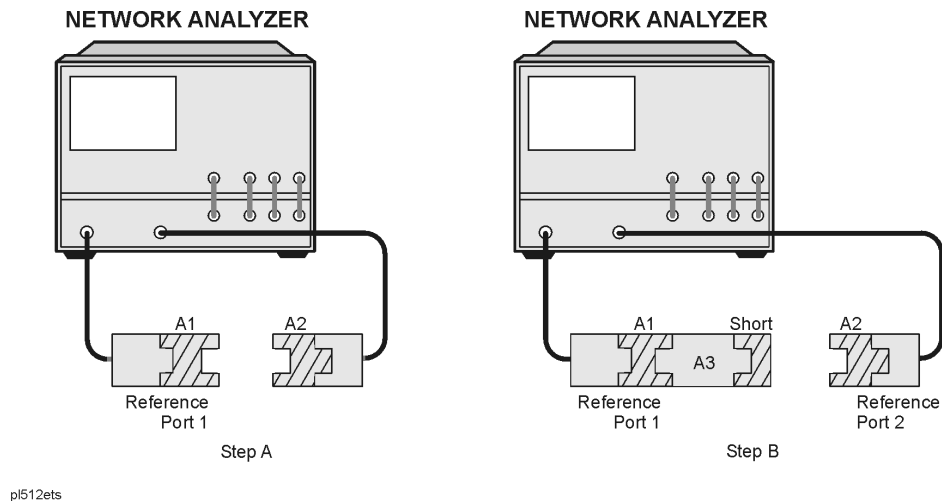 NETWORK ANALYZER
A1
A2
Reference
Port 1
Step A
NETWORK ANALYZER
A1
Short
A2
A3
Reference
Port 1
Reference
Port 2
Step B
pl512ets